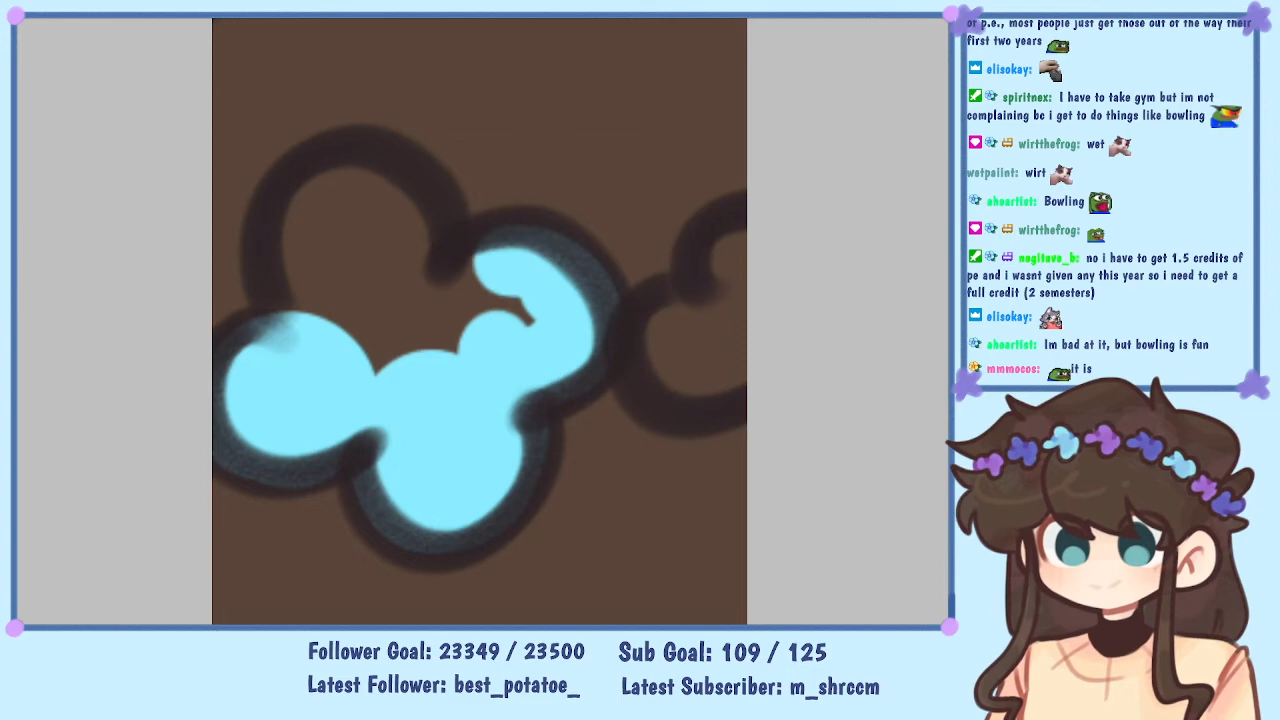 or p.e., most people just get those out of the way their
first two years
elisokay:
spiritnex: I have to take gym but im not
complaining bc i get to do things like bowling
wirtthefrog: wet
wetpaiint: wirt
ahoartist: Bowling
wirtthefrog:
nogituvo_b: no i have to get 1.5 credits of
pe and i wasnt given any this year so i need to get a
full credit (2 semesters)
elisokay:
ahoartist: Im bad at it, but bowling is fun
mmmocos: it is
Follower Goal: 23349 / 23500
Sub Goal: 109 / 125
Latest Follower: best_potatoe_
Latest Subscriber: m_shrccm